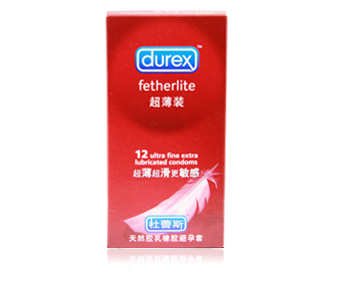 durex™
fetherlite
超薄装
12 ultra fine extra
lubricated condoms
超薄超滑更敏感
杜蕾斯
天然胶乳橡胶避孕套